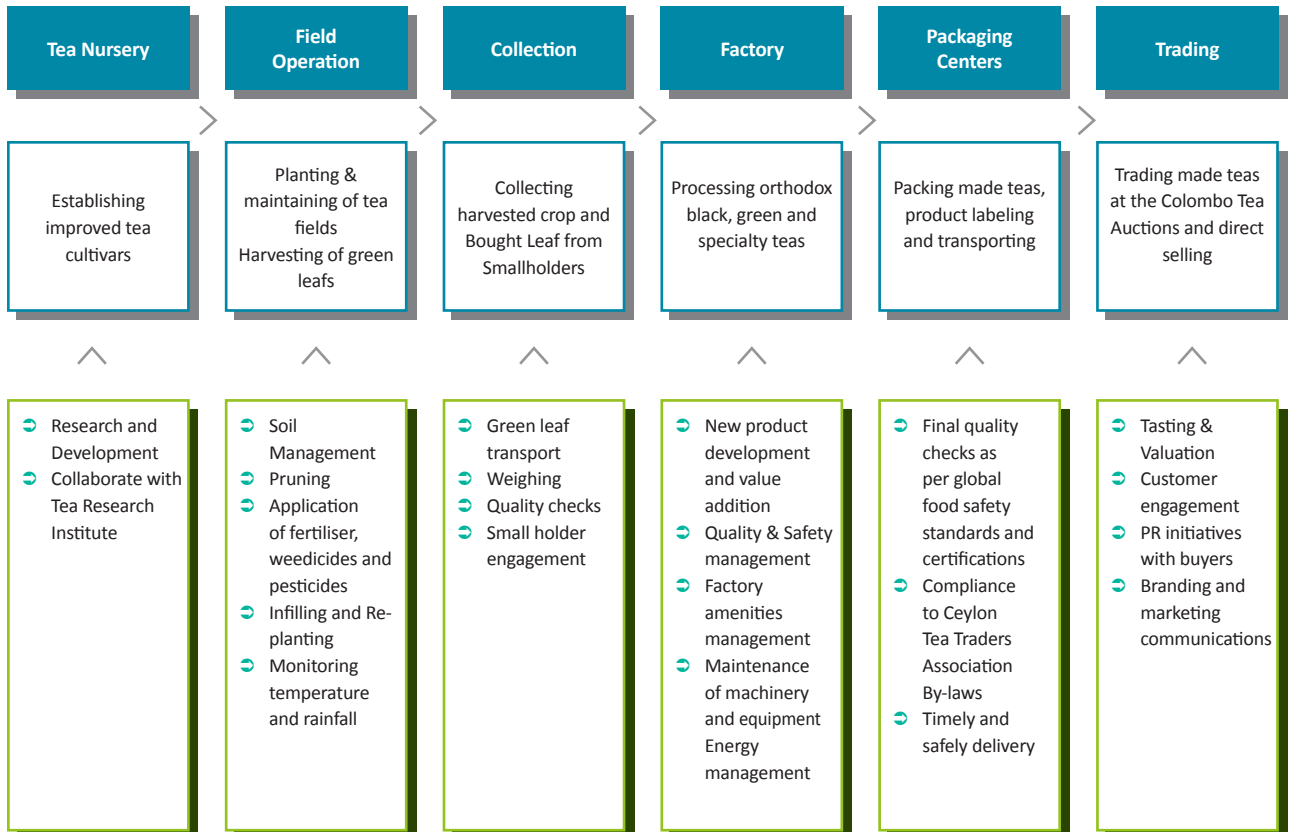 Tea Nursery
Field
Operation
Collection
Factory
Packaging
Centers
Trading
Establishing
improved tea
cultivars
Planting &
maintaining of tea
fields
Harvesting of green
leafs
Collecting
harvested crop and
Bought Leaf from
Smallholders
Processing orthodox
black, green and
specialty teas
Packing made teas,
product labeling
and transporting
Trading made teas
at the Colombo Tea
Auctions and direct
selling
Research and
Development
Collaborate with
Tea Research
Institute
Soil
Management
Pruning
Application
of fertiliser,
weedicides and
pesticides
Infilling and Re-
planting
Monitoring
temperature
and rainfall
Green leaf
transport
Weighing
Quality checks
Small holder
engagement
New product
development
and value
addition
Quality & Safety
management
Factory
amenities
management
Maintenance
of machinery
and equipment
Energy
management
Final quality
checks as
per global
food safety
standards and
certifications
Compliance
to Ceylon
Tea Traders
Association
By-laws
Timely and
safely delivery
Tasting &
Valuation
Customer
engagement
PR initiatives
with buyers
Branding and
marketing
communications